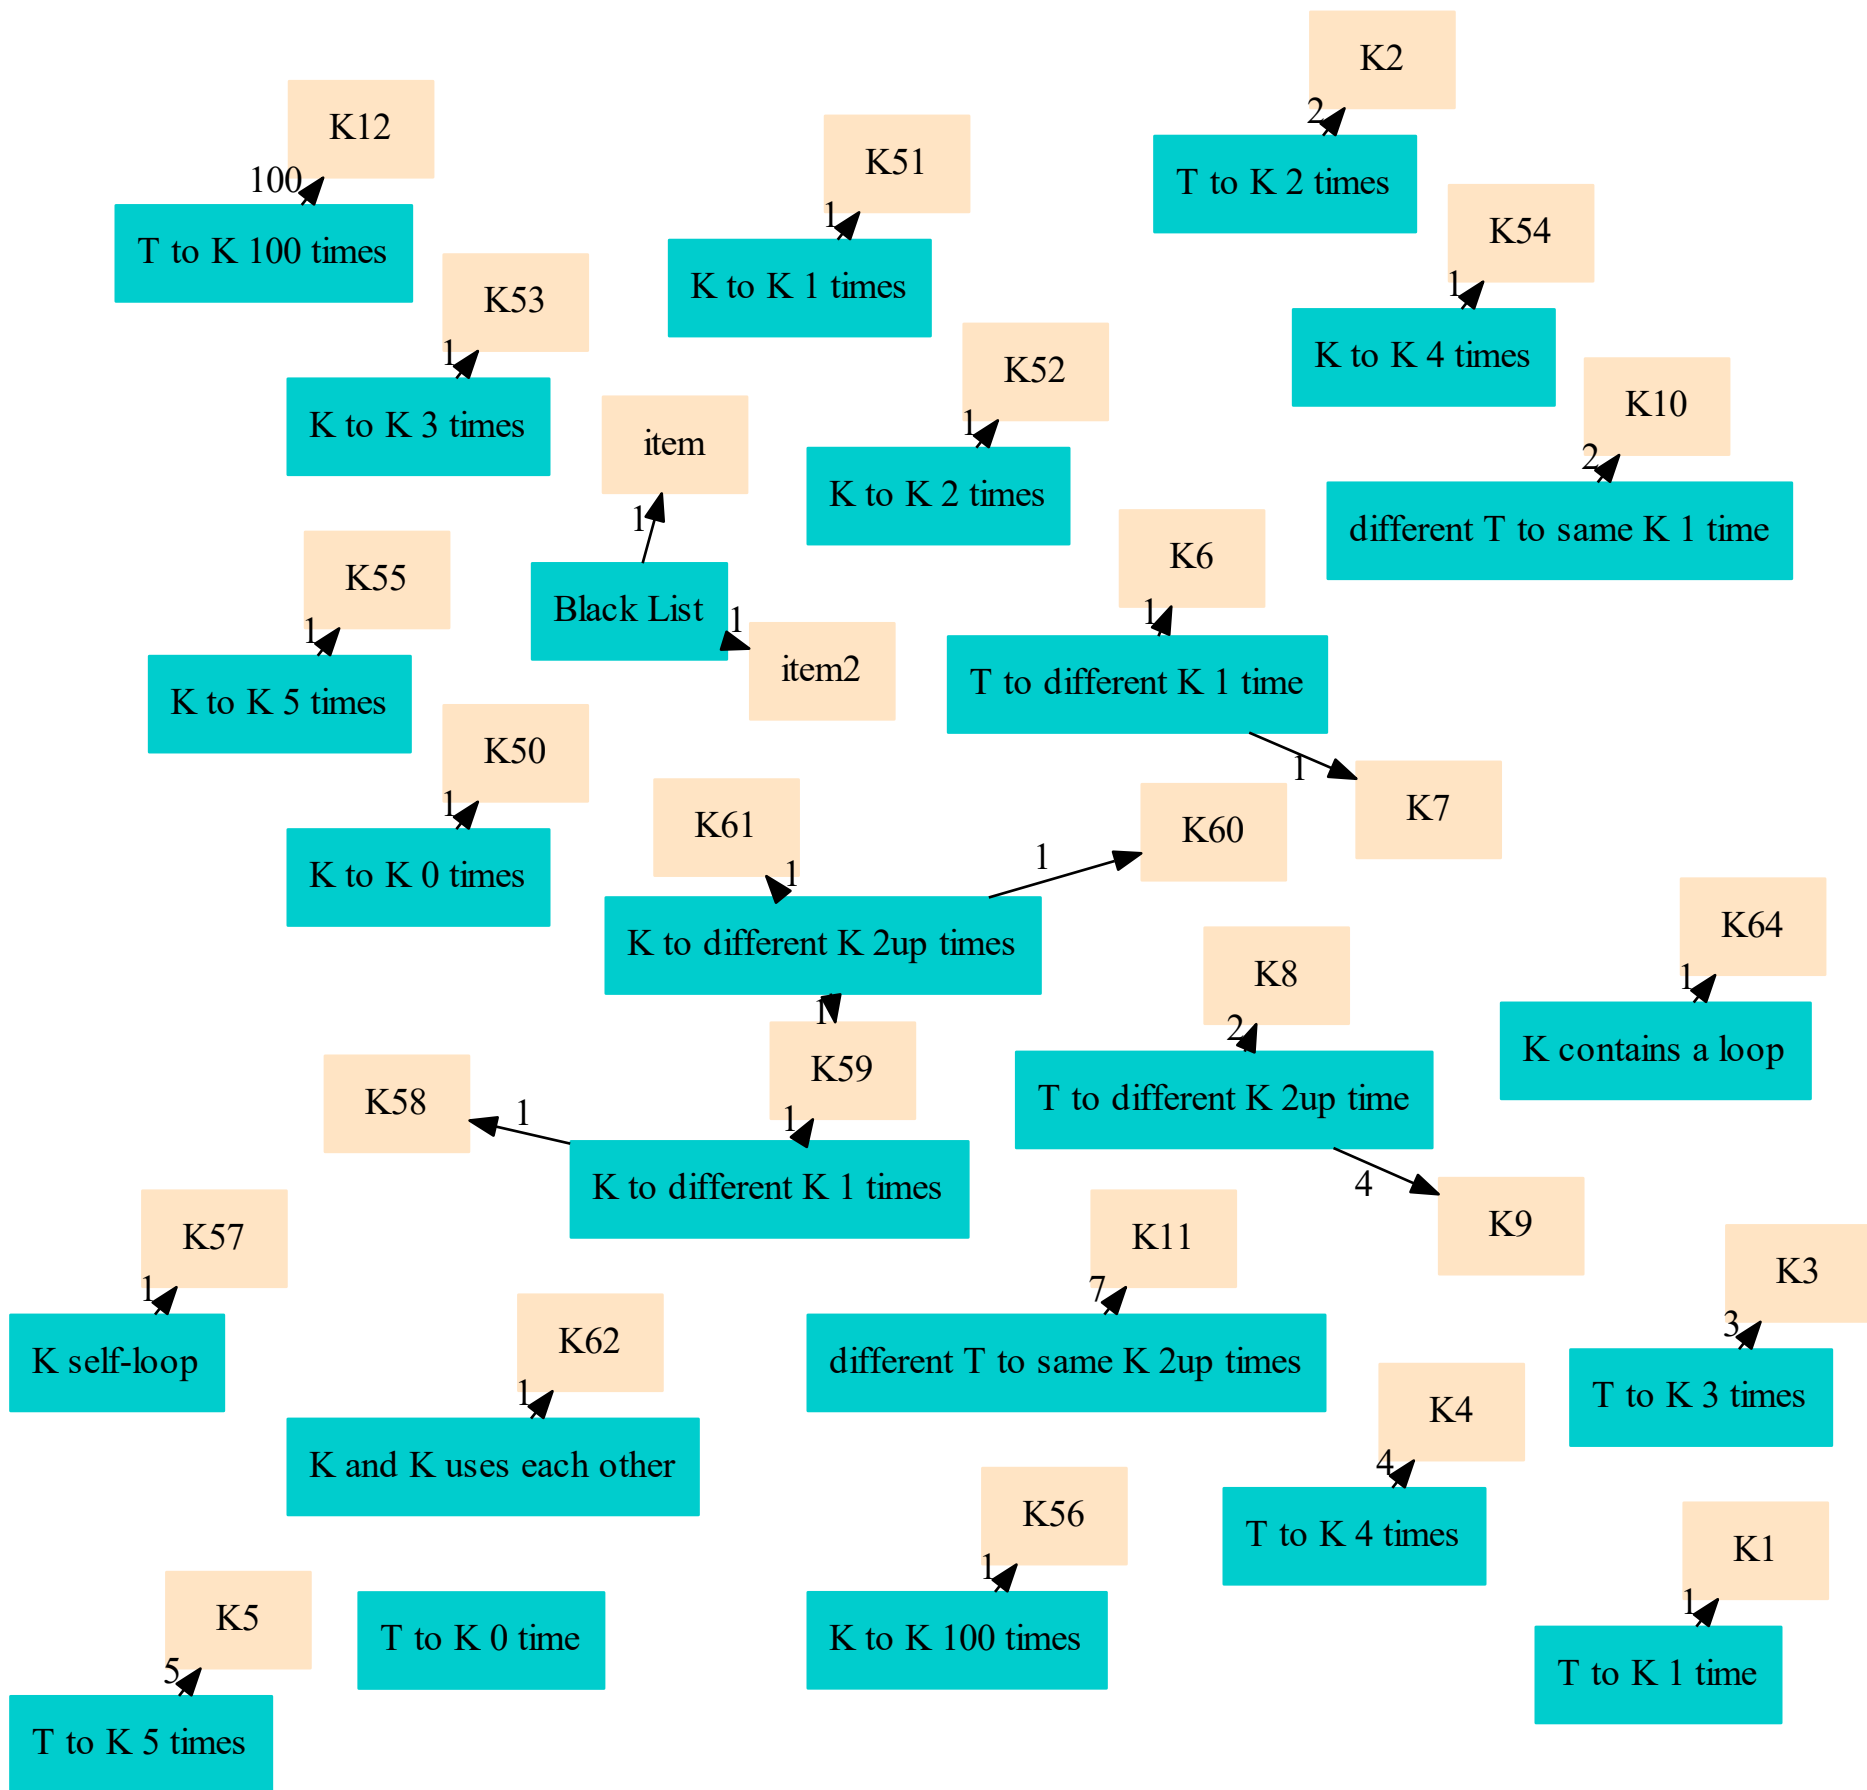 K2
K12
K51
2
T to K 2 times
100
K54
T to K 100 times
1
K to K 1 times
K53
1
K to K 4 times
1
K52
K10
K to K 3 times
item
1
2
K to K 2 times
different T to same K 1 time
1
K6
K55
Black List
1
1
1
item2
T to different K 1 time
K to K 5 times
K50
1
K7
1
K61
K60
K to K 0 times
1
1
K64
K to different K 2up times
K8
1
1
2
K contains a loop
K59
K58
1
1
T to different K 2up time
K to different K 1 times
4
K9
K57
K11
K3
1
7
3
K self-loop
K62
different T to same K 2up times
T to K 3 times
1
K4
K and K uses each other
4
K56
T to K 4 times
K1
1
1
K5
T to K 0 time
K to K 100 times
T to K 1 time
5
T to K 5 times